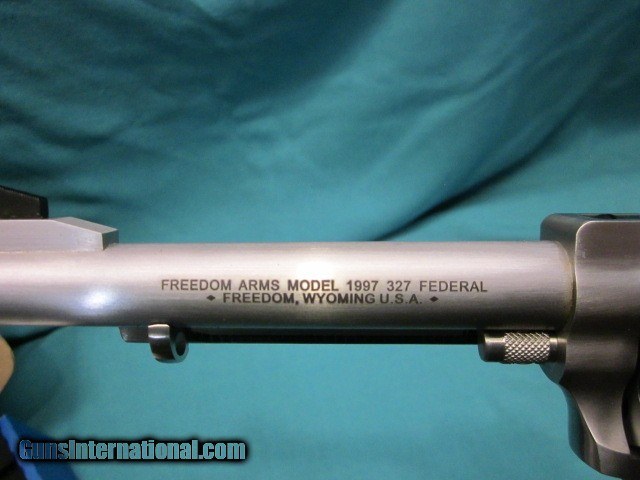 FREEDOM ARMS MODEL 1997 327 FEDERAL
♦ FREEDOM, WYOMING U.S.A. ♦
GunsInternational.com